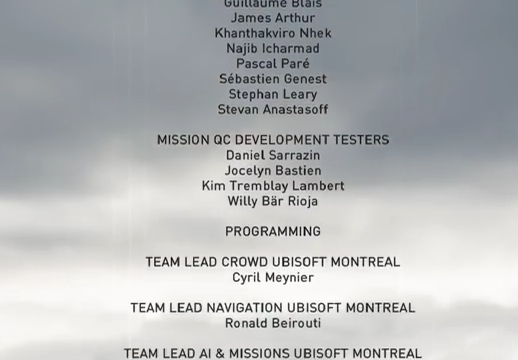 Guillaume Blais
James Arthur
Khanthakviro Nhek
Najib Icharmad
Pascal Paré
Sébastien Genest
Stephan Leary
Stevan Anastasoff
MISSION QC DEVELOPMENT TESTERS
Daniel Sarrazin
Jocelyn Bastien
Kim Tremblay Lambert
Willy Bär Rioja
PROGRAMMING
TEAM LEAD CROWD UBISOFT MONTREAL
Cyril Meynier
TEAM LEAD NAVIGATION UBISOFT MONTREAL
Ronald Beirouti
TEAM LEAD AI & MISSIONS UBISOFT MONTREAL